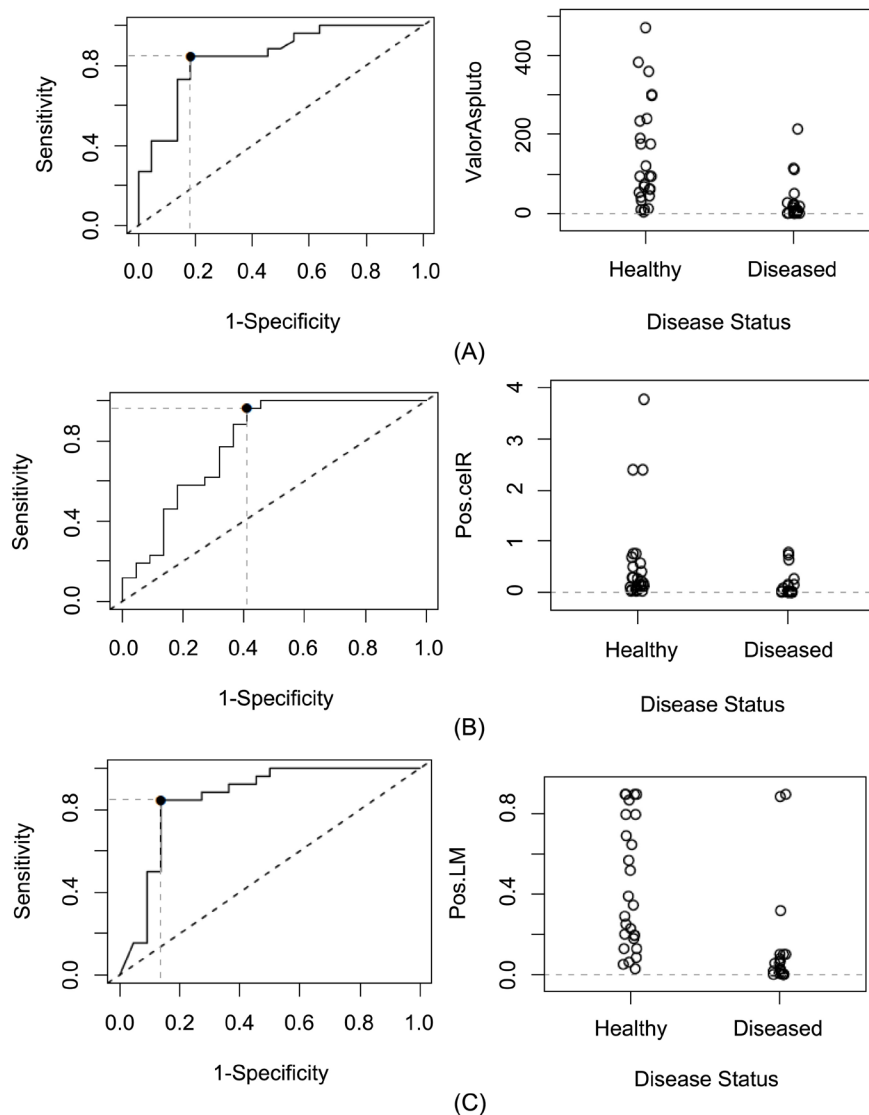 Sensitivity
0.0 0.4 0.8
0.0 0.2 0.4 0.6 0.8 1.0
1-Specificity
ValorAspluto
0 200 400
Healthy Diseased
Disease Status
(A)
Sensitivity
0.0 0.4 0.8
0.0 0.2 0.4 0.6 0.8 1.0
1-Specificity
Pos.celR
0 1 2 3 4
Healthy Diseased
Disease Status
(B)
Sensitivity
0.0 0.4 0.8
0.0 0.2 0.4 0.6 0.8 1.0
1-Specificity
Pos.LM
0.0 0.4 0.8
Healthy Diseased
Disease Status
(C)